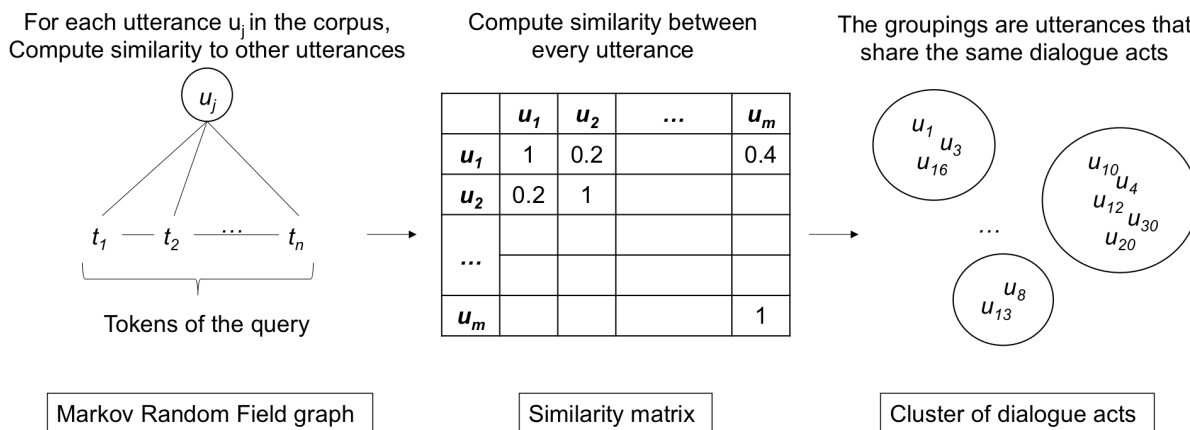 For each utterance uj in the corpus,
Compute similarity to other utterances
uj
t1 t2 ... tn
Tokens of the query
Markov Random Field graph
Compute similarity between
every utterance
u1 u2 ... um
u1 1 0.2 0.4
u2 0.2 1
...
um 1
Similarity matrix
The groupings are utterances that
share the same dialogue acts
u1
u3
u16
u10
u4
u12
u30
u20
...
u8
u13
Cluster of dialogue acts